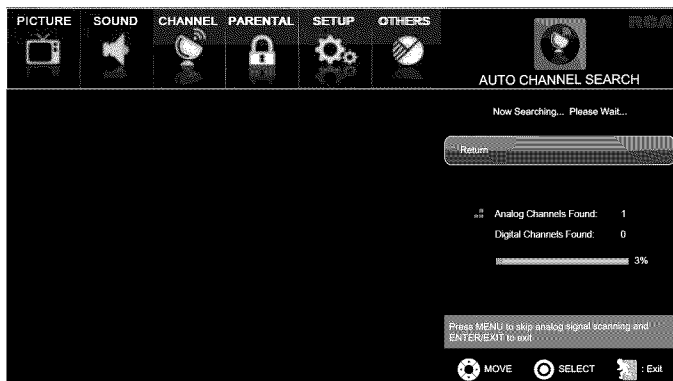 PICTURE SOUND CHANNEL PARENTAL SETUP OTHERS
RCA
AUTO CHANNEL SEARCH
Now Searching... Please Wait...
Return
Analog Channels Found: 1
Digital Channels Found: 0
3%
Press MENU to skip analog signal scanning and
ENTER/EXIT to exit
MOVE SELECT : Exit